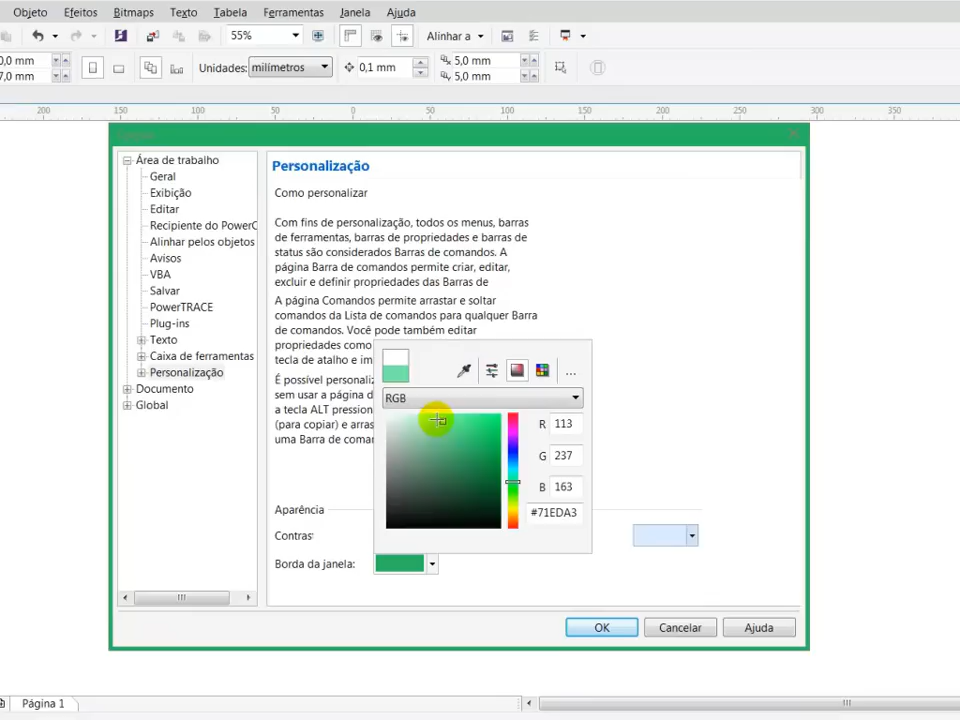 Objeto Efeitos Bitmaps Texto Tabela Ferramentas Janela Ajuda
55% Alinhar a
0,0 mm
7,0 mm
Unidades: milímetros 0,1 mm 5,0 mm
5,0 mm
200 150 100 50 0 50 100 150 200 250 300 350
Área de trabalho
Geral
Exibição
Editar
Recipiente do PowerC
Alinhar pelos objetos
Avisos
VBA
Salvar
PowerTRACE
Plug-ins
Texto
Caixa de ferramentas
Personalização
Documento
Global
Personalização
Como personalizar
Com fins de personalização, todos os menus, barras
de ferramentas, barras de propriedades e barras de
status são considerados Barras de comandos. A
página Barra de comandos permite criar, editar,
excluir e definir propriedades das Barras de
A página Comandos permite arrastar e soltar
comandos da Lista de comandos para qualquer Barra
de comandos. Você pode também editar
propriedades como
tecla de atalho e im
É possível personaliz
sem usar a página d
a tecla ALT pression
(para copiar) e arras
uma Barra de coma
...
RGB
R 113
G 237
B 163
#71EDA3
Aparência
Contras
Borda da janela:
OK Cancelar Ajuda
Página 1